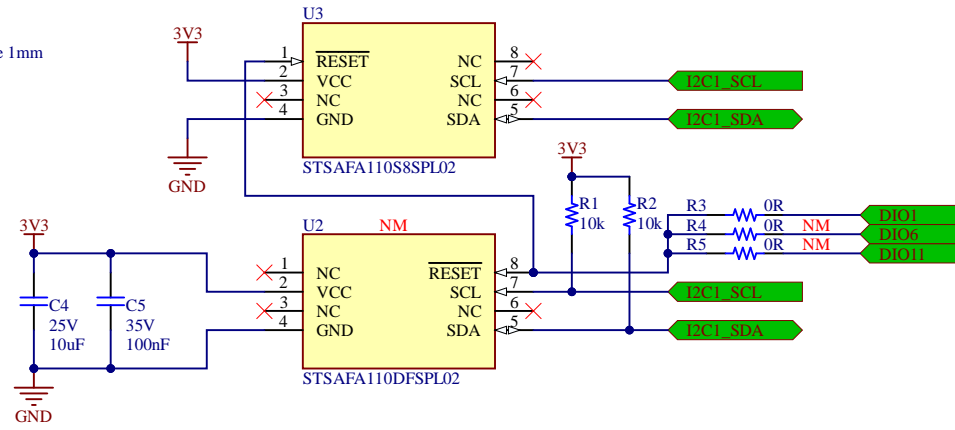 e 1mm
U3
3V3
1
RESET
NC
8
2
VCC
SCL
7
I2C1_SCL
3
NC
NC
6
4
GND
SDA
5
I2C1_SDA
GND
STSAFA110S8SPL02
3V3
R1
10k
R2
10k
R3
0R
DIO1
R4
0R
NM
DIO6
R5
0R
NM
DIO11
3V3
U2
NM
1
NC
RESET
8
2
VCC
SCL
7
I2C1_SCL
3
NC
NC
6
4
GND
SDA
5
I2C1_SDA
STSAFA110DFSPL02
C4
25V
10uF
C5
35V
100nF
GND